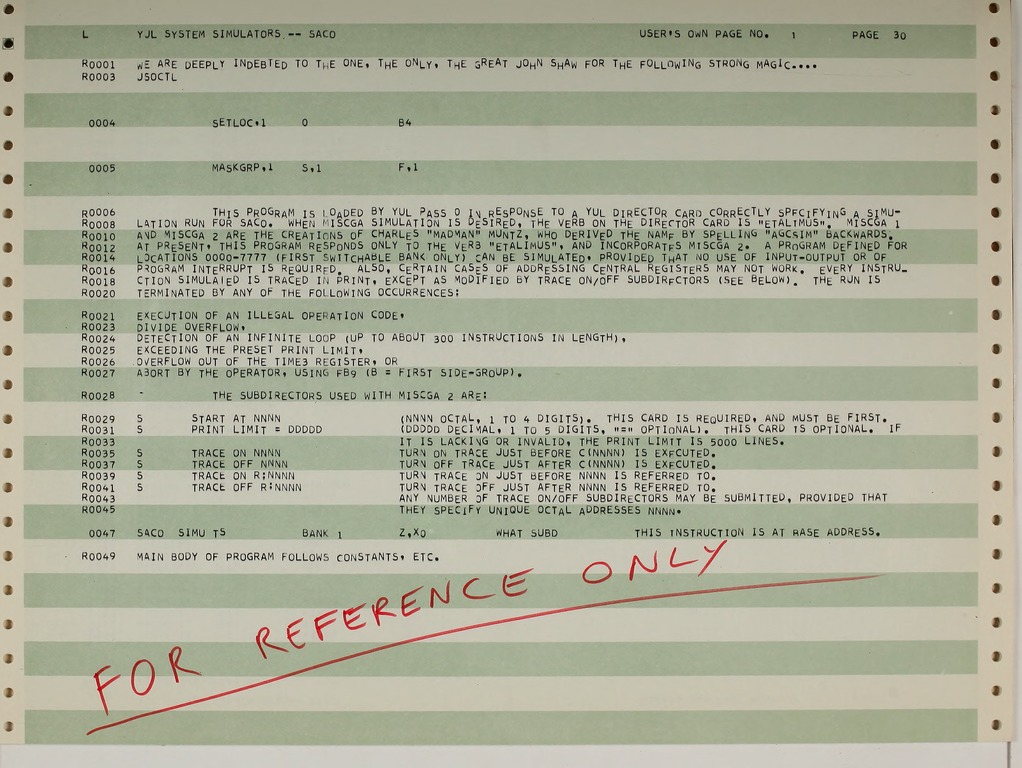 L YJL SYSTEM SIMULATORS -- SACO USER'S OWN PAGE NO. 1 PAGE 30
R0001 WE ARE DEEPLY INDEBTED TO THE ONE, THE ONLY, THE GREAT JOHN SHAW FOR THE FOLLOWING STRONG MAGIC....
R0003 JSOCTL
0004 SETLOC,1 0 B4
0005 MASKGRP,1 S,1 F,1
R0006 THIS PROGRAM IS LOADED BY YUL PASS 0 IN RESPONSE TO A YUL DIRECTOR CARD CORRECTLY SPECIFYING A SIMU-
R0008 LATION RUN FOR SACO. WHEN MISCGA SIMULATION IS DESIRED, THE VERB ON THE DIRECTOR CARD IS "ETALIMUS". MISCGA 1
R0010 AND MISCGA 2 ARE THE CREATIONS OF CHARLES "MADMAN" MUNTZ, WHO DERIVED THE NAME BY SPELLING "AGCSIM" BACKWARDS.
R0012 AT PRESENT, THIS PROGRAM RESPONDS ONLY TO THE VERB "ETALIMUS", AND INCORPORATES MISCGA 2. A PROGRAM DEFINED FOR
R0014 LOCATIONS 0000-7777 (FIRST SWITCHABLE BANK ONLY) CAN BE SIMULATED, PROVIDED THAT NO USE OF INPUT-OUTPUT OR OF
R0016 PROGRAM INTERRUPT IS REQUIRED. ALSO, CERTAIN CASES OF ADDRESSING CENTRAL REGISTERS MAY NOT WORK. EVERY INSTRU-
R0018 CTION SIMULATED IS TRACED IN PRINT, EXCEPT AS MODIFIED BY TRACE ON/OFF SUBDIRECTORS (SEE BELOW). THE RUN IS
R0020 TERMINATED BY ANY OF THE FOLLOWING OCCURRENCES:
R0021 EXECUTION OF AN ILLEGAL OPERATION CODE,
R0023 DIVIDE OVERFLOW,
R0024 DETECTION OF AN INFINITE LOOP (UP TO ABOUT 300 INSTRUCTIONS IN LENGTH),
R0025 EXCEEDING THE PRESET PRINT LIMIT,
R0026 OVERFLOW OUT OF THE TIME3 REGISTER, OR
R0027 ABORT BY THE OPERATOR, USING FB9 (B = FIRST SIDE-GROUP).
R0028 THE SUBDIRECTORS USED WITH MISCGA 2 ARE:
R0029 S START AT NNNN (NNNN OCTAL, 1 TO 4 DIGITS). THIS CARD IS REQUIRED, AND MUST BE FIRST.
R0031 S PRINT LIMIT = DDDDD (DDDDD DECIMAL, 1 TO 5 DIGITS, "=" OPTIONAL). THIS CARD IS OPTIONAL. IF
R0033 IT IS LACKING OR INVALID, THE PRINT LIMIT IS 5000 LINES.
R0035 S TRACE ON NNNN TURN ON TRACE JUST BEFORE C(NNNN) IS EXECUTED.
R0037 S TRACE OFF NNNN TURN OFF TRACE JUST AFTER C(NNNN) IS EXECUTED.
R0039 S TRACE ON R:NNNN TURN TRACE ON JUST BEFORE NNNN IS REFERRED TO.
R0041 S TRACE OFF R:NNNN TURN TRACE OFF JUST AFTER NNNN IS REFERRED TO.
R0043 ANY NUMBER OF TRACE ON/OFF SUBDIRECTORS MAY BE SUBMITTED, PROVIDED THAT
R0045 THEY SPECIFY UNIQUE OCTAL ADDRESSES NNNN.
0047 SACO SIMU TS BANK 1 Z,X0 WHAT SUBD THIS INSTRUCTION IS AT BASE ADDRESS.
R0049 MAIN BODY OF PROGRAM FOLLOWS CONSTANTS, ETC.
FOR REFERENCE ONLY